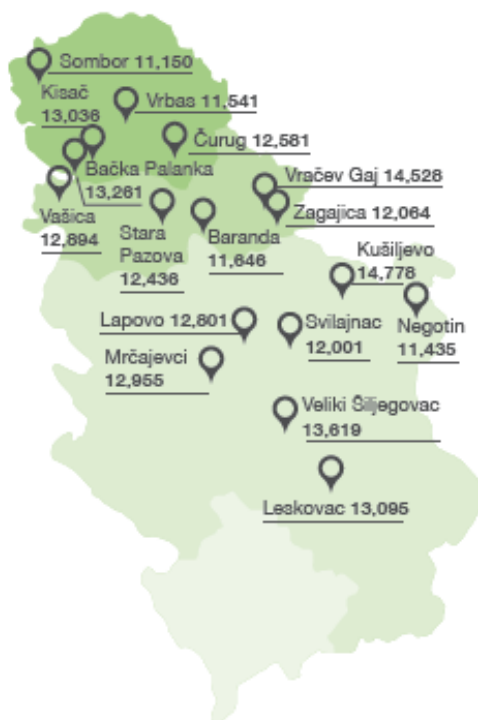 Sombor 11,150
Kisač
13,036
Vrbas 11,541
Čurug 12,581
Bačka Palanka
13,261
Vračev Gaj 14,528
Zagajica 12,064
Vašica
12,894
Stara
Pazova
12,436
Baranda
11,646
Kušiljevo
14,778
Lapovo 12,801
Svilajnac
12,001
Negotin
11,435
Mrčajevci
12,955
Veliki Šiljegovac
13,619
Leskovac 13,095